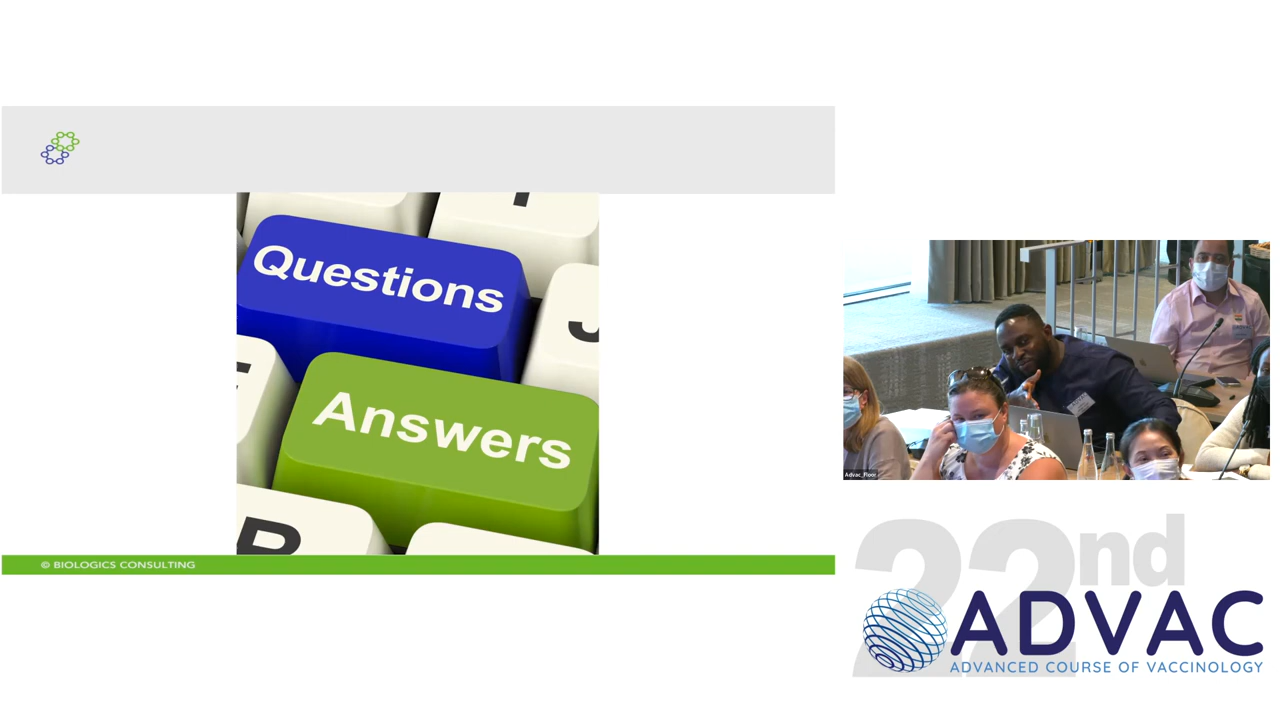 Questions
Answers
© BIOLOGICS CONSULTING
Advac_Floor
22nd
ADVAC
ADVANCED COURSE OF VACCINOLOGY